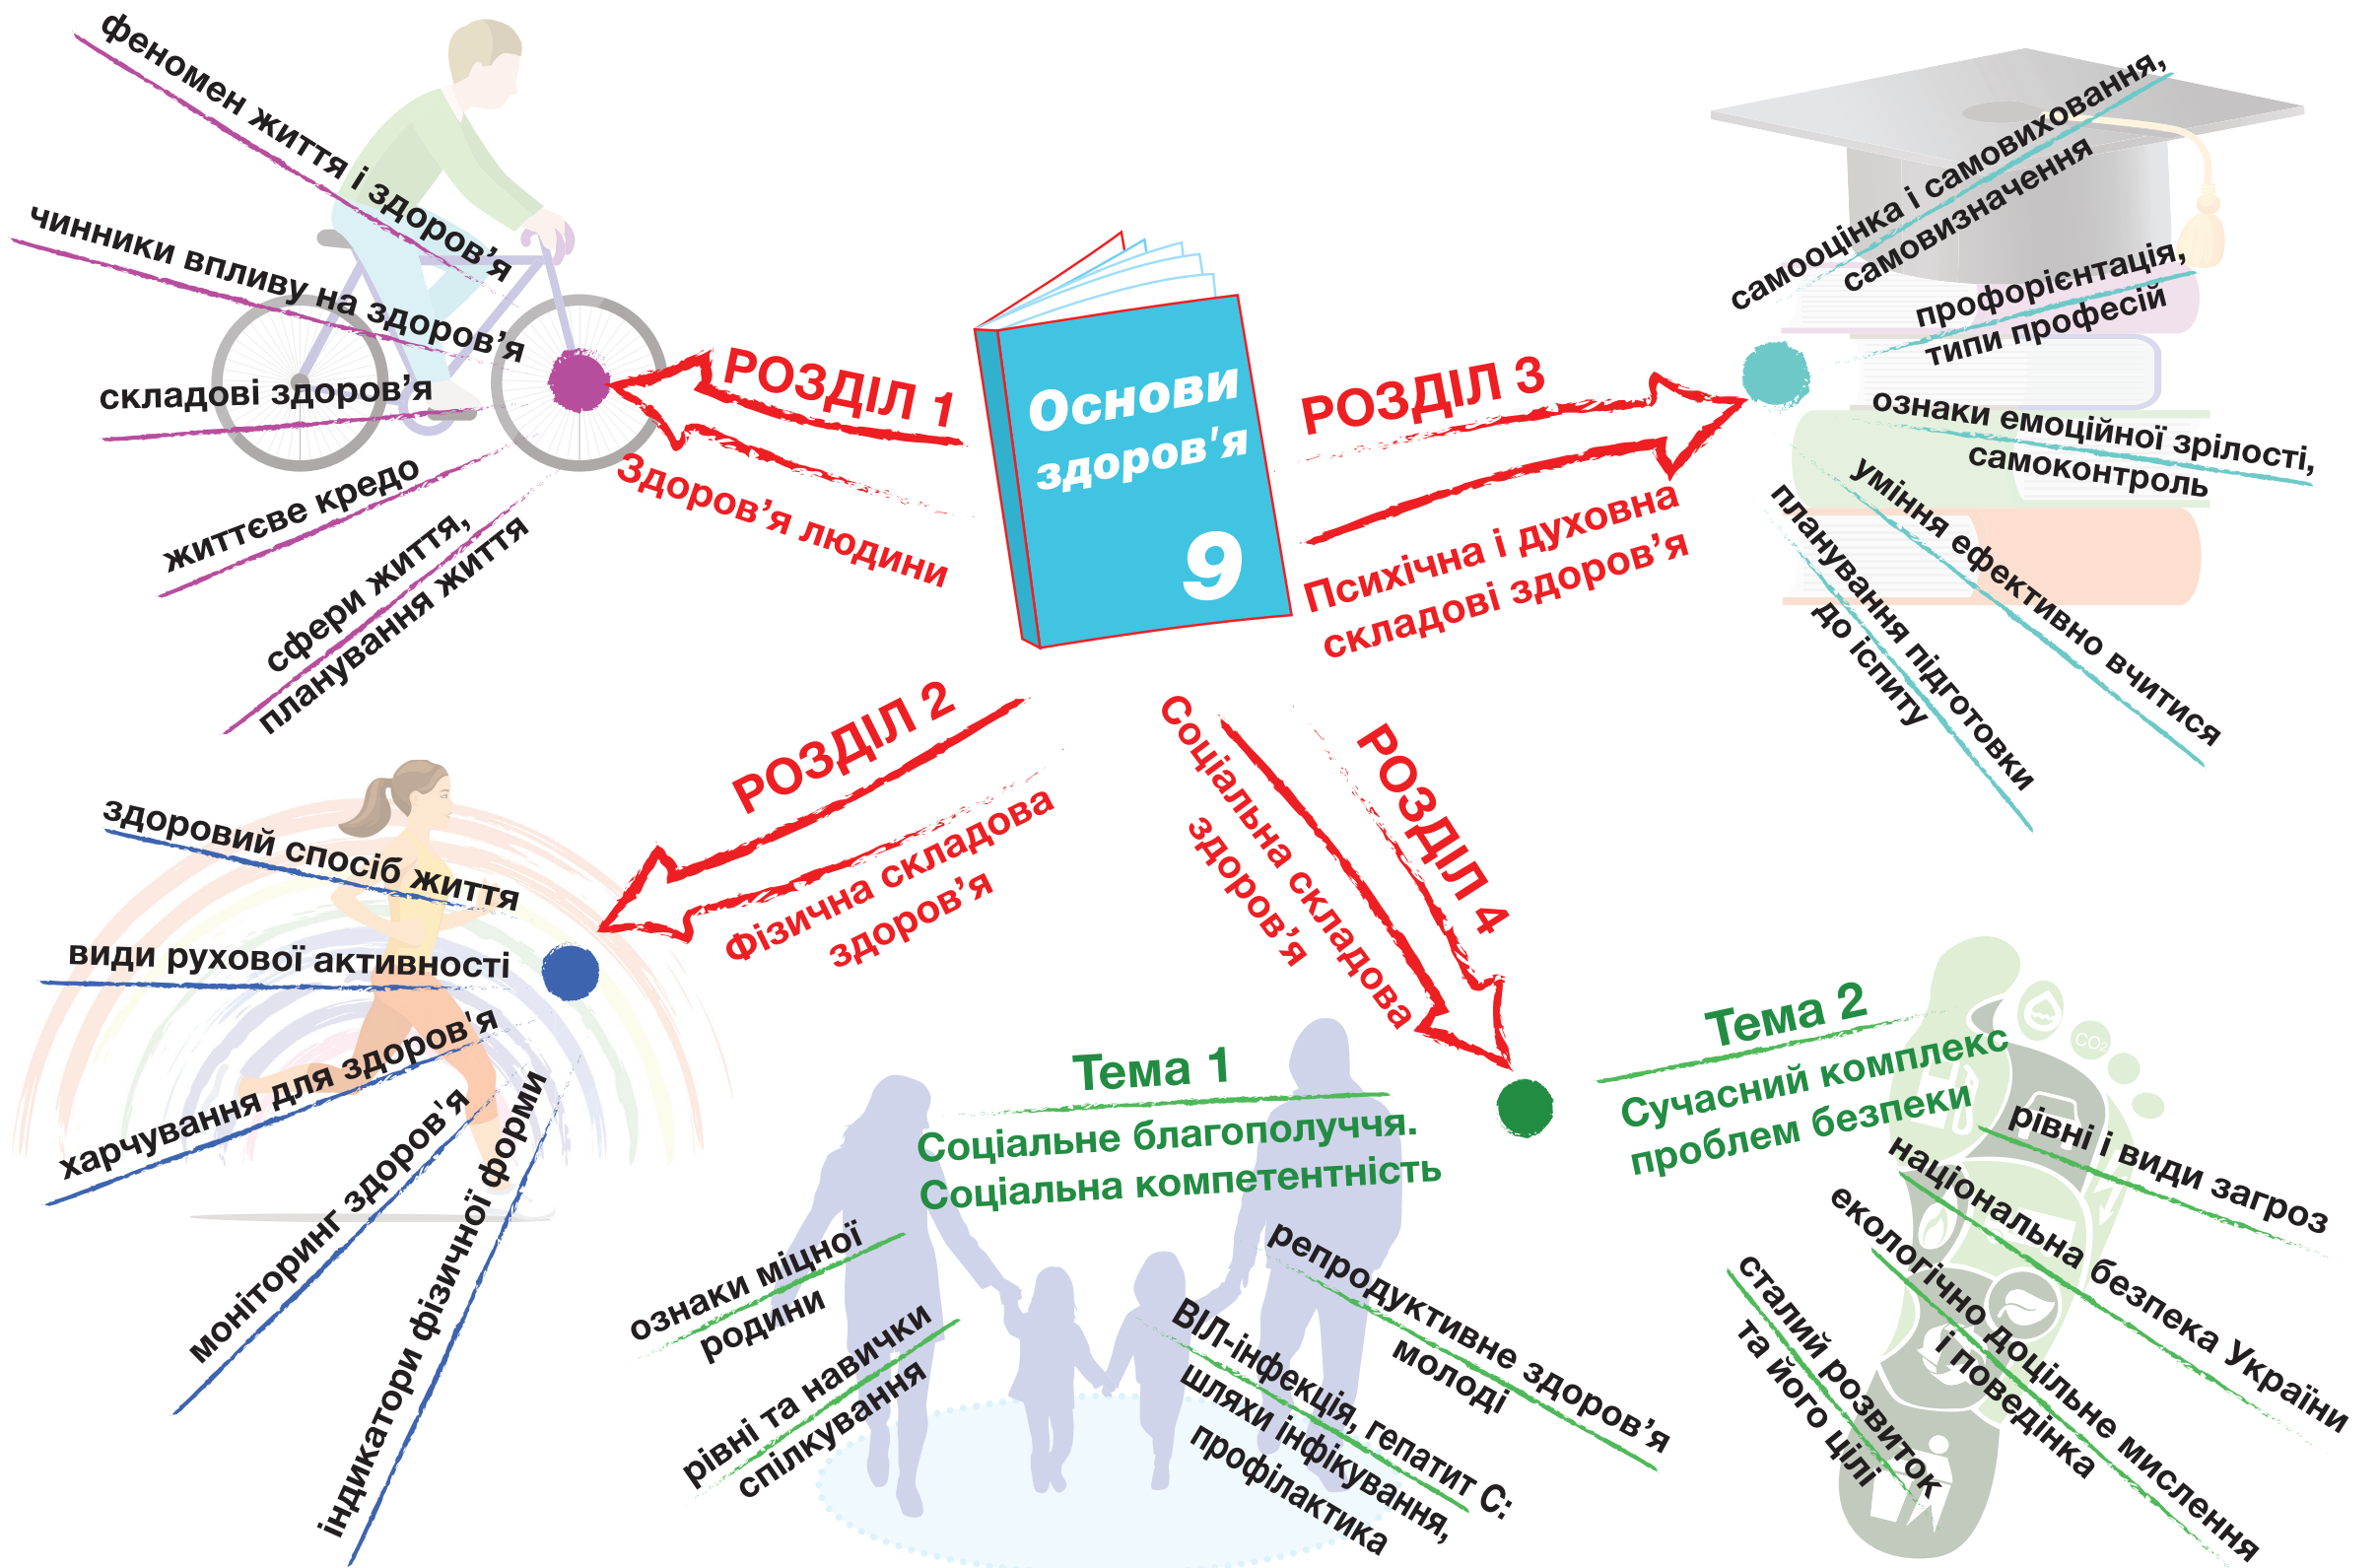 Основи
здоров'я
9
РОЗДІЛ 1
Здоров’я людини
феномен життя і здоров’я
чинники впливу на здоров’я
складові здоров’я
життєве кредо
сфери життя,
планування життя
РОЗДІЛ 2
Фізична складова
здоров’я
здоровий спосіб життя
види рухової активності
харчування для здоров'я
моніторинг здоров'я
індикатори фізичної форми
РОЗДІЛ 3
Психічна і духовна
складові здоров’я
самооцінка і самовиховання,
самовизначення
профорієнтація,
типи професій
ознаки емоційної зрілості,
самоконтроль
уміння ефективно вчитися
планування підготовки
до іспиту
РОЗДІЛ 4
Соціальна складова
здоров’я
Тема 1
Соціальне благополуччя.
Соціальна компетентність
ознаки міцної
родини
рівні та навички
спілкування
репродуктивне здоров’я
молоді
ВІЛ-інфекція, гепатит С:
шляхи інфікування,
профілактика
Тема 2
Сучасний комплекс
проблем безпеки
рівні і види загроз
національна безпека України
екологічно доцільне мислення
і поведінка
сталий розвиток
та його цілі
CO₂